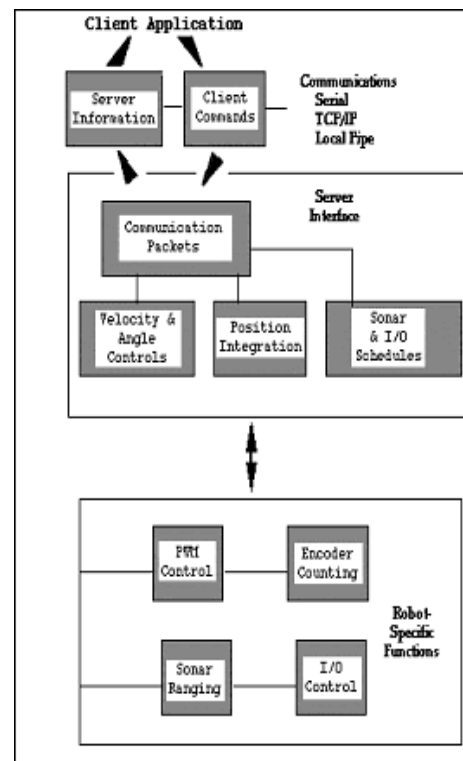 Client Application
Server
Information
Client
Commands
Communications
Serial
TCP/IP
Local Pipe
Server
Interface
Communication
Packets
Velocity &
Angle
Controls
Position
Integration
Sonar
& I/O
Schedules
PWM
Control
Encoder
Counting
Robot-
Specific
Functions
Sonar
Ranging
I/O
Control